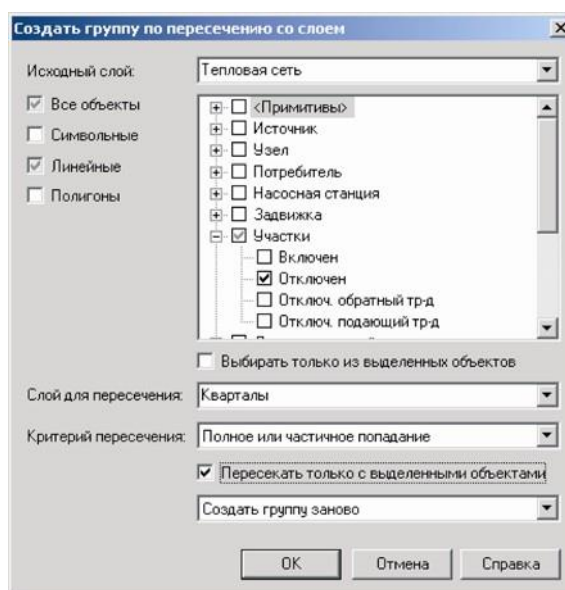 Создать группу по пересечению со слоем
Исходный слой: Тепловая сеть
Все объекты
Символьные
Линейные
Полигоны
<Примитивы>
Источник
Узел
Потребитель
Насосная станция
Задвижка
Участки
Включен
Отключен
Отключ. обратный тр-д
Отключ. подающий тр-д
Выбирать только из выделенных объектов
Слой для пересечения: Кварталы
Критерий пересечения: Полное или частичное попадание
Пересекать только с выделенными объектами
Создать группу заново
OK Отмена Справка